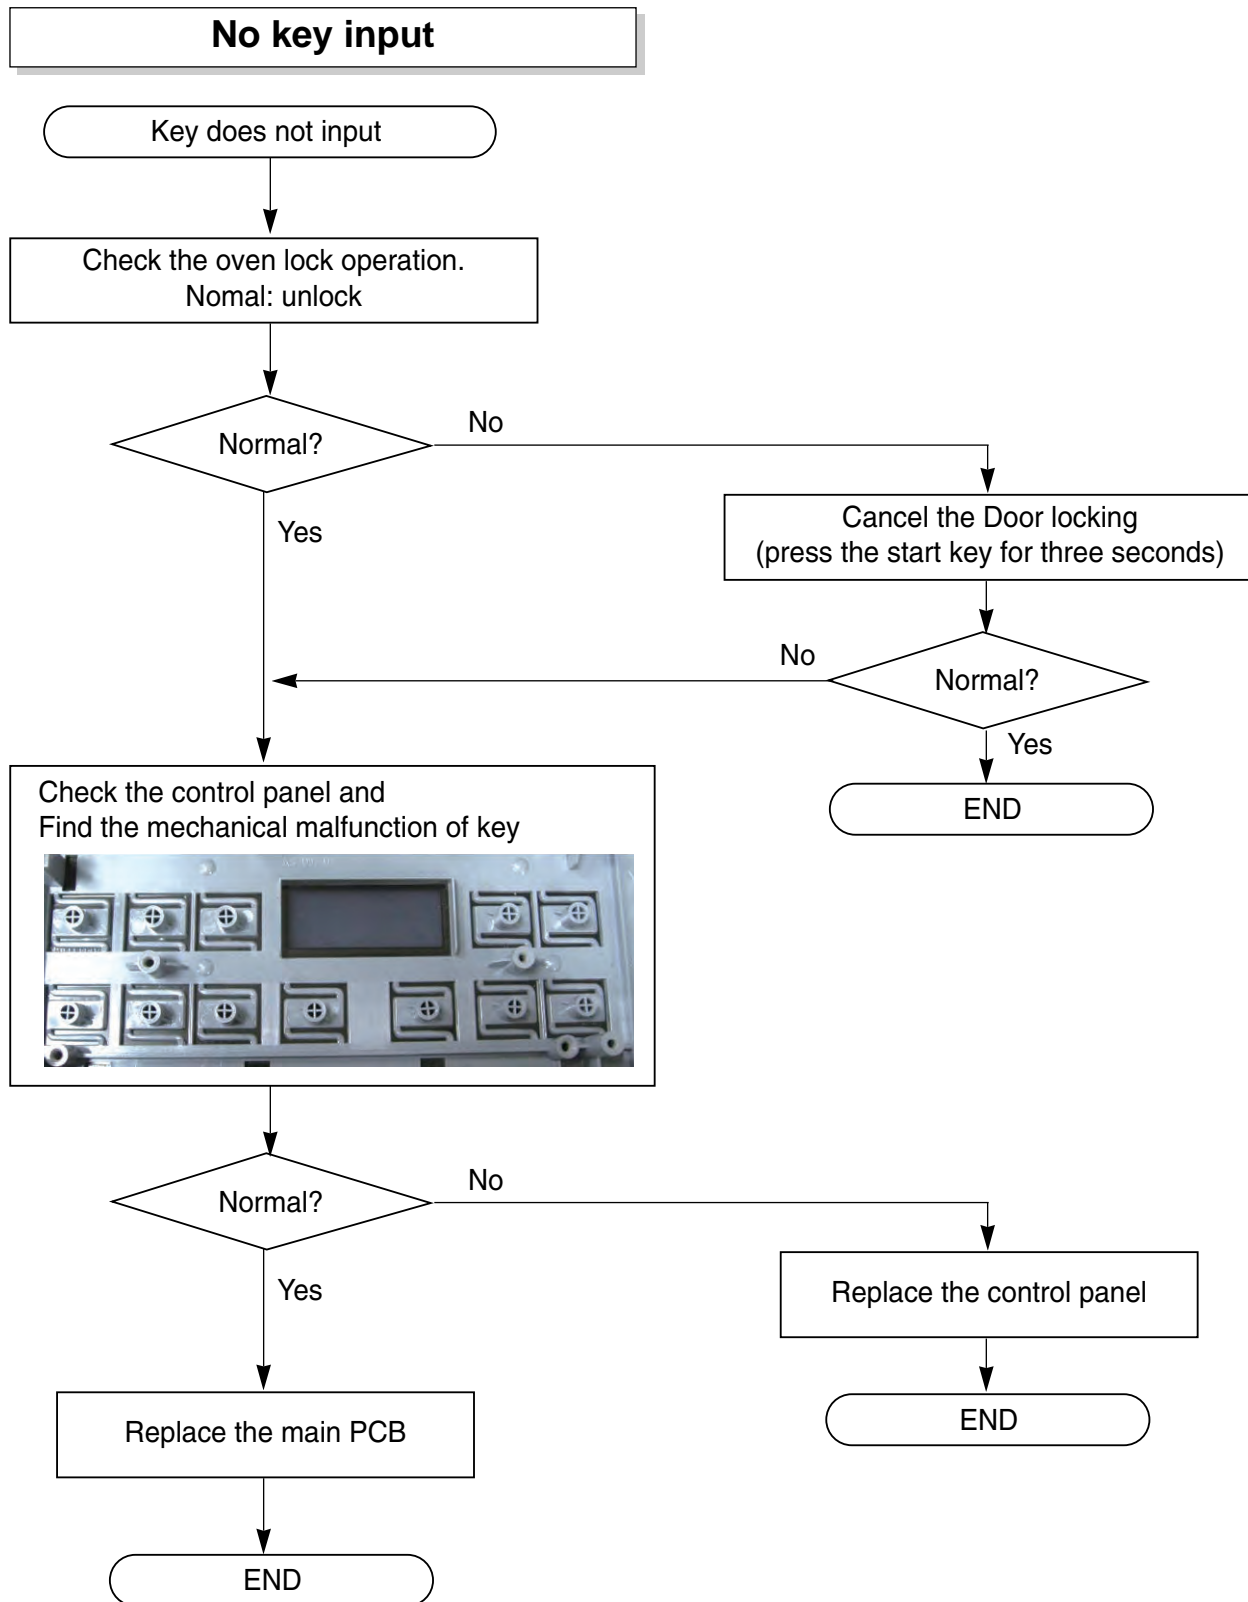 No key input
Key does not input
Check the oven lock operation.
Nomal: unlock
Normal?
No
Yes
Cancel the Door locking
(press the start key for three seconds)
No
Normal?
Yes
END
Check the control panel and
Find the mechanical malfunction of key
Normal?
No
Yes
Replace the control panel
END
Replace the main PCB
END